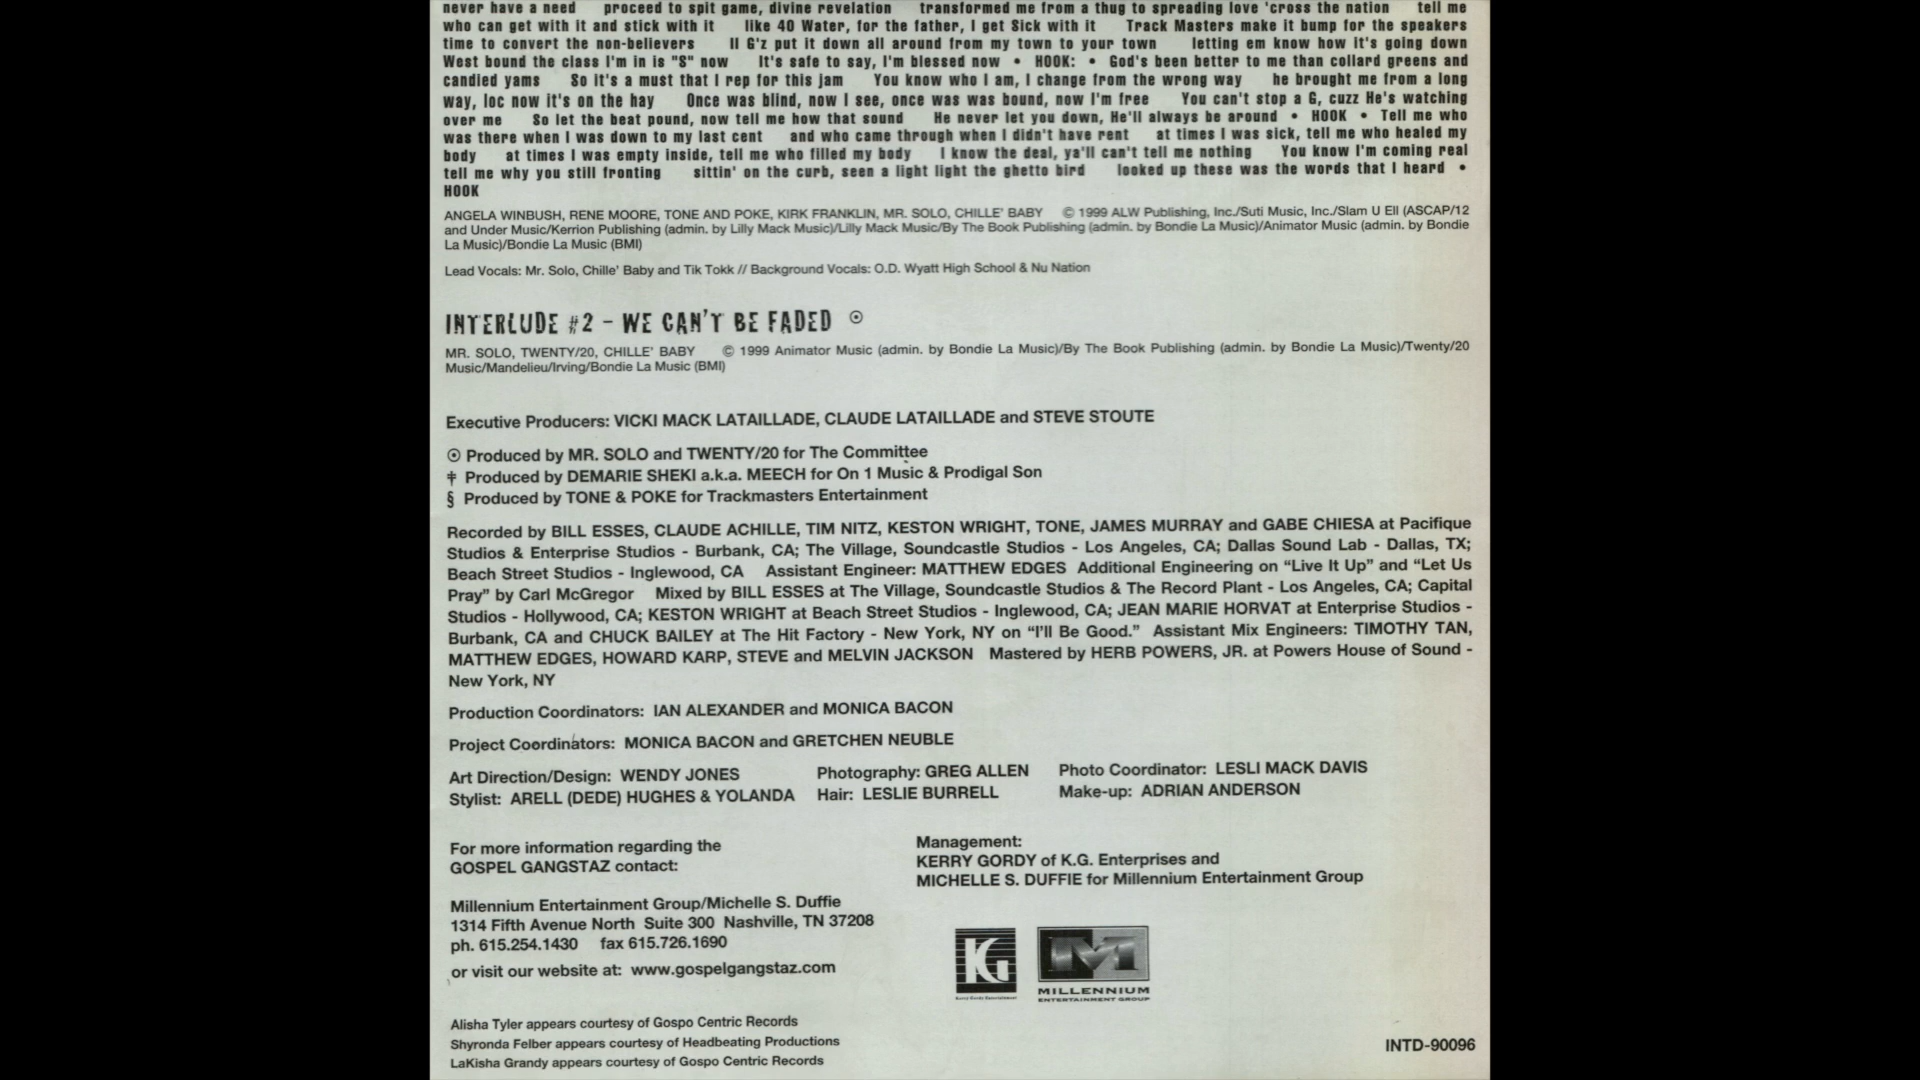 never have a need proceed to spit game, divine revelation transformed me from a thug to spreading love 'cross the nation tell me
who can get with it and stick with it like 40 Water, for the father, I get Sick with it Track Masters make it bump for the speakers
time to convert the non-believers II G'z put it down all around from my town to your town letting em know how it's going down
West bound the class I'm in is "S" now It's safe to say, I'm blessed now • HOOK: • God's been better to me than collard greens and
candied yams So it's a must that I rep for this jam You know who I am, I change from the wrong way he brought me from a long
way, loc now it's on the hay Once was blind, now I see, once was was bound, now I'm free You can't stop a G, cuzz He's watching
over me So let the beat pound, now tell me how that sound He never let you down, He'll always be around • HOOK • Tell me who
was there when I was down to my last cent and who came through when i didn't have rent at times I was sick, tell me who healed my
body at times I was empty inside, tell me who filled my body I know the deal, ya'll can't tell me nothing You know I'm coming real
tell me why you still fronting sittin' on the curb, seen a light light the ghetto bird looked up these was the words that I heard •
HOOK
ANGELA WINBUSH, RENE MOORE, TONE AND POKE, KIRK FRANKLIN, MR. SOLO, CHILLE' BABY © 1999 ALW Publishing, Inc./Suti Music, Inc./Slam U Ell (ASCAP/12
and Under Music/Kerrion Publishing (admin. by Lilly Mack Music)/Lilly Mack Music/By The Book Publishing (admin. by Bondie La Music)/Animator Music (admin. by Bondie
La Music)/Bondie La Music (BMI)
Lead Vocals: Mr. Solo, Chille' Baby and Tik Tokk // Background Vocals: O.D. Wyatt High School & Nu Nation
INTERLUDE #2 - WE CAN'T BE FADED ⊙
MR. SOLO, TWENTY/20, CHILLE' BABY © 1999 Animator Music (admin. by Bondie La Music)/By The Book Publishing (admin. by Bondie La Music)/Twenty/20
Music/Mandelieu/Irving/Bondie La Music (BMI)
Executive Producers: VICKI MACK LATAILLADE, CLAUDE LATAILLADE and STEVE STOUTE
⊙ Produced by MR. SOLO and TWENTY/20 for The Committee
‡ Produced by DEMARIE SHEKI a.k.a. MEECH for On 1 Music & Prodigal Son
§ Produced by TONE & POKE for Trackmasters Entertainment
Recorded by BILL ESSES, CLAUDE ACHILLE, TIM NITZ, KESTON WRIGHT, TONE, JAMES MURRAY and GABE CHIESA at Pacifique
Studios & Enterprise Studios - Burbank, CA; The Village, Soundcastle Studios - Los Angeles, CA; Dallas Sound Lab - Dallas, TX;
Beach Street Studios - Inglewood, CA Assistant Engineer: MATTHEW EDGES Additional Engineering on “Live It Up” and “Let Us
Pray” by Carl McGregor Mixed by BILL ESSES at The Village, Soundcastle Studios & The Record Plant - Los Angeles, CA; Capital
Studios - Hollywood, CA; KESTON WRIGHT at Beach Street Studios - Inglewood, CA; JEAN MARIE HORVAT at Enterprise Studios -
Burbank, CA and CHUCK BAILEY at The Hit Factory - New York, NY on “I'll Be Good.” Assistant Mix Engineers: TIMOTHY TAN,
MATTHEW EDGES, HOWARD KARP, STEVE and MELVIN JACKSON Mastered by HERB POWERS, JR. at Powers House of Sound -
New York, NY
Production Coordinators: IAN ALEXANDER and MONICA BACON
Project Coordinators: MONICA BACON and GRETCHEN NEUBLE
Art Direction/Design: WENDY JONES Photography: GREG ALLEN Photo Coordinator: LESLI MACK DAVIS
Stylist: ARELL (DEDE) HUGHES & YOLANDA Hair: LESLIE BURRELL Make-up: ADRIAN ANDERSON
For more information regarding the
GOSPEL GANGSTAZ contact:
Millennium Entertainment Group/Michelle S. Duffie
1314 Fifth Avenue North Suite 300 Nashville, TN 37208
ph. 615.254.1430 fax 615.726.1690
or visit our website at: www.gospelgangstaz.com
Management:
KERRY GORDY of K.G. Enterprises and
MICHELLE S. DUFFIE for Millennium Entertainment Group
KG
Kerry Gordy Entertainment
M
MILLENNIUM
ENTERTAINMENT GROUP
Alisha Tyler appears courtesy of Gospo Centric Records
Shyronda Felber appears courtesy of Headbeating Productions
LaKisha Grandy appears courtesy of Gospo Centric Records
INTD-90096